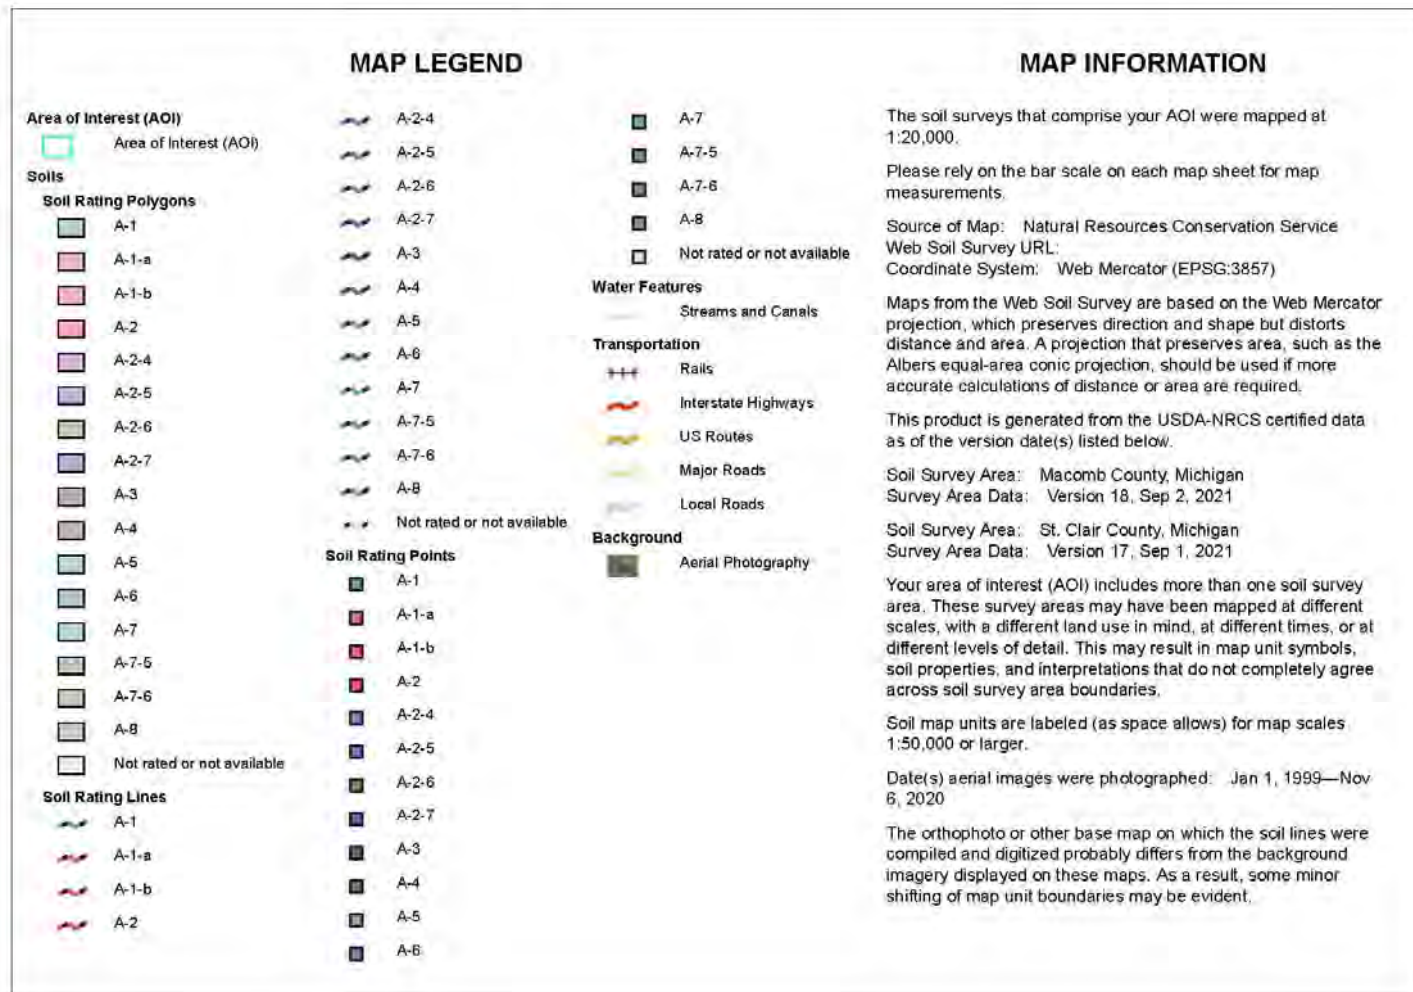 MAP LEGEND
Area of Interest (AOI)
Area of Interest (AOI)
Soils
Soil Rating Polygons
A-1
A-1-a
A-1-b
A-2
A-2-4
A-2-5
A-2-6
A-2-7
A-3
A-4
A-5
A-6
A-7
A-7-5
A-7-6
A-8
Not rated or not available
Soil Rating Lines
A-1
A-1-a
A-1-b
A-2
A-2-4
A-2-5
A-2-6
A-2-7
A-3
A-4
A-5
A-6
A-7
A-7-5
A-7-6
A-8
Not rated or not available
Soil Rating Points
A-1
A-1-a
A-1-b
A-2
A-2-4
A-2-5
A-2-6
A-2-7
A-3
A-4
A-5
A-6
A-7
A-7-5
A-7-6
A-8
Not rated or not available
Water Features
Streams and Canals
Transportation
Rails
Interstate Highways
US Routes
Major Roads
Local Roads
Background
Aerial Photography
MAP INFORMATION
The soil surveys that comprise your AOI were mapped at
1:20,000.
Please rely on the bar scale on each map sheet for map
measurements.
Source of Map: Natural Resources Conservation Service
Web Soil Survey URL:
Coordinate System: Web Mercator (EPSG:3857)
Maps from the Web Soil Survey are based on the Web Mercator
projection, which preserves direction and shape but distorts
distance and area. A projection that preserves area, such as the
Albers equal-area conic projection, should be used if more
accurate calculations of distance or area are required.
This product is generated from the USDA-NRCS certified data
as of the version date(s) listed below.
Soil Survey Area: Macomb County, Michigan
Survey Area Data: Version 18, Sep 2, 2021
Soil Survey Area: St. Clair County, Michigan
Survey Area Data: Version 17, Sep 1, 2021
Your area of interest (AOI) includes more than one soil survey
area. These survey areas may have been mapped at different
scales, with a different land use in mind, at different times, or at
different levels of detail. This may result in map unit symbols,
soil properties, and interpretations that do not completely agree
across soil survey area boundaries.
Soil map units are labeled (as space allows) for map scales
1:50,000 or larger.
Date(s) aerial images were photographed: Jan 1, 1999—Nov
6, 2020
The orthophoto or other base map on which the soil lines were
compiled and digitized probably differs from the background
imagery displayed on these maps. As a result, some minor
shifting of map unit boundaries may be evident.